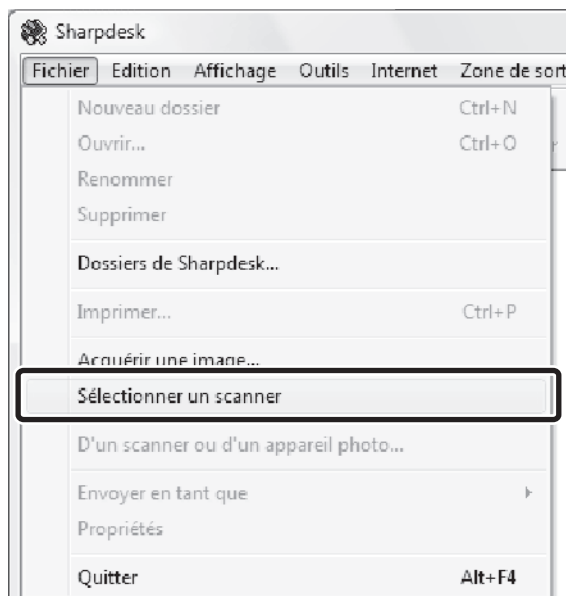 Sharpdesk
Fichier Edition Affichage Outils Internet Zone de sort
Nouveau dossier Ctrl+N
Ouvrir... Ctrl+O
Renommer
Supprimer
Dossiers de Sharpdesk...
Imprimer... Ctrl+P
Acquérir une image...
Sélectionner un scanner
D'un scanner ou d'un appareil photo...
Envoyer en tant que
Propriétés
Quitter Alt+F4